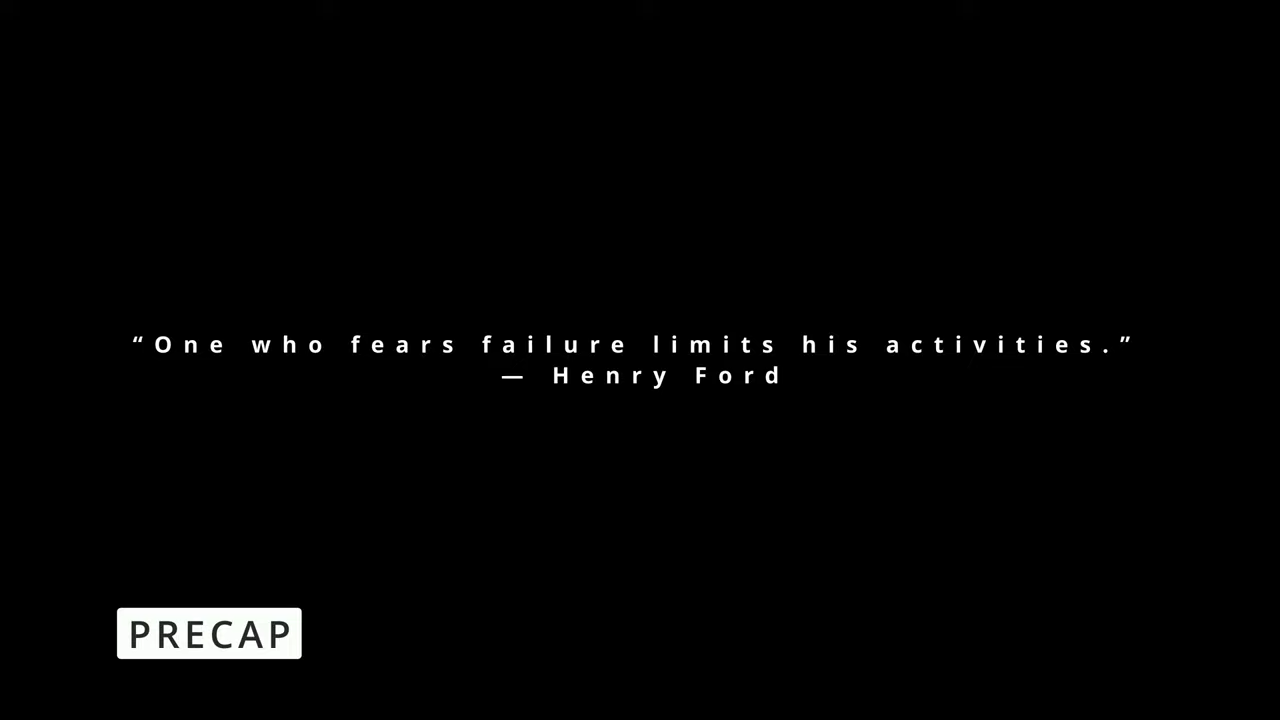 “One who fears failure limits his activities.”
— Henry Ford
PRECAP